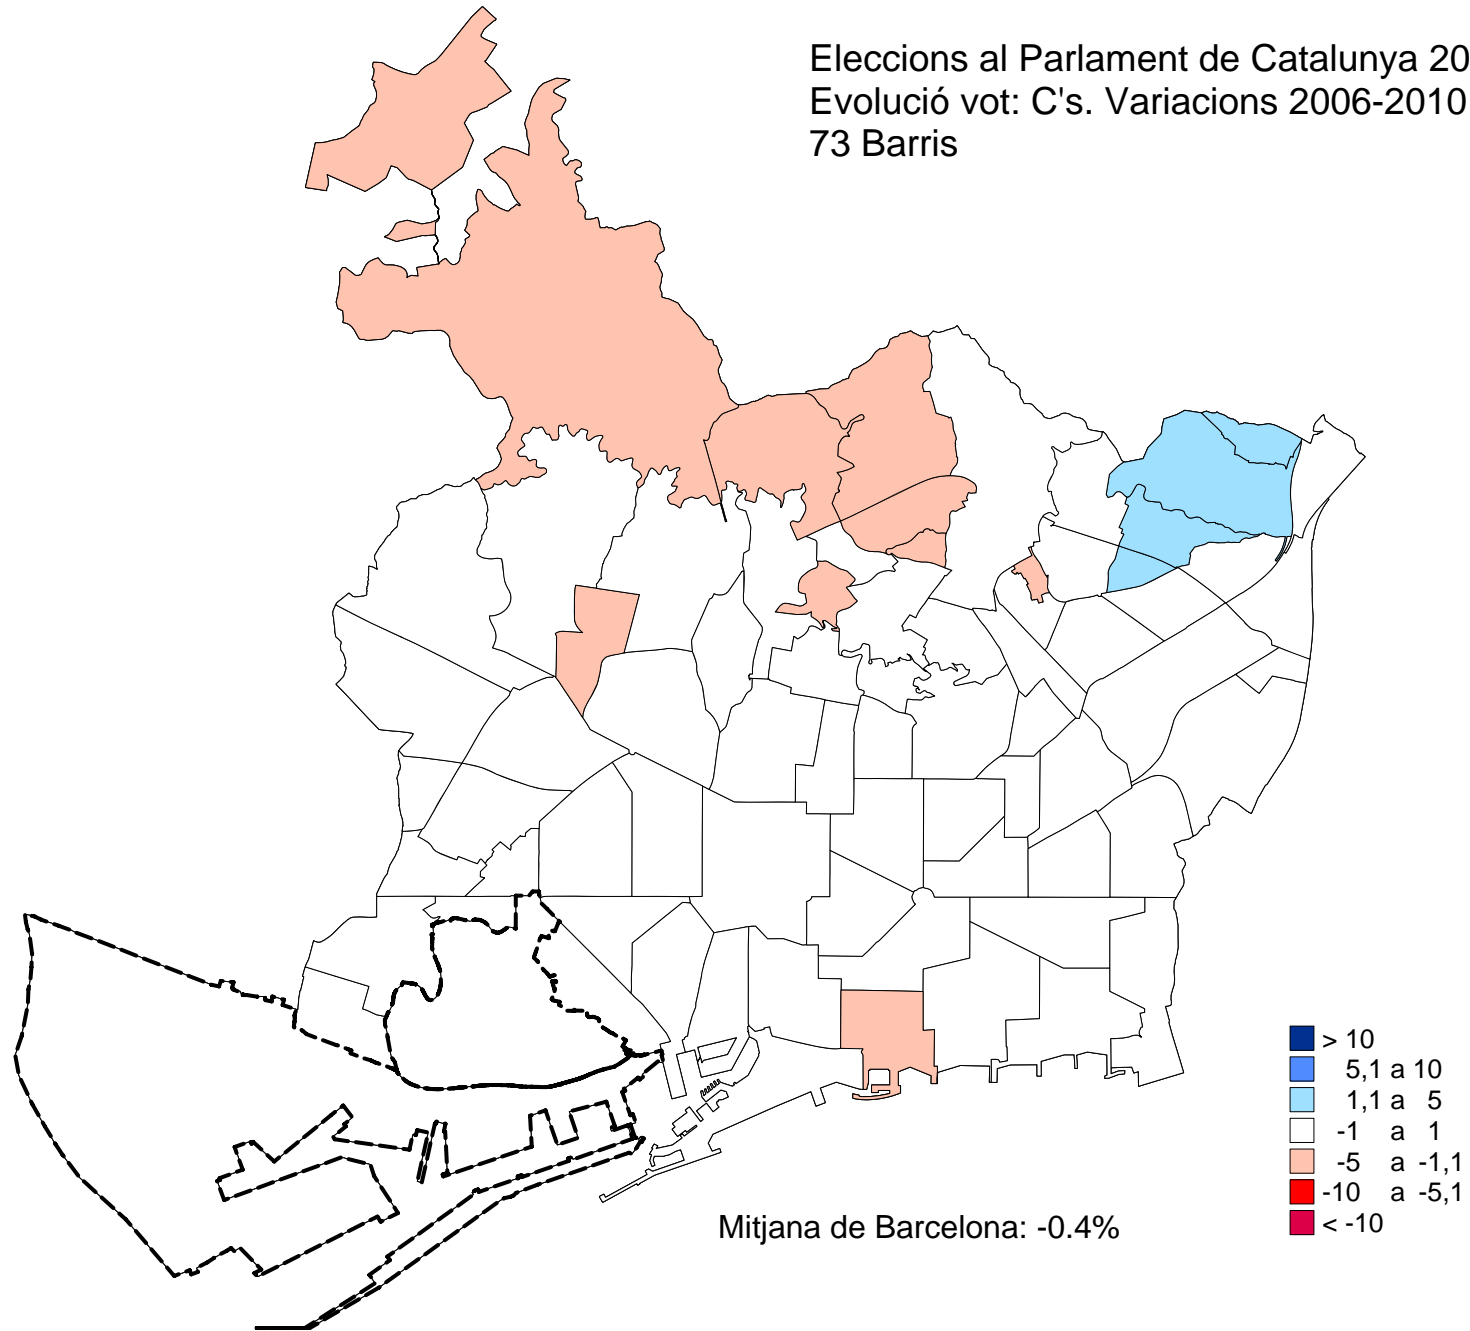 Eleccions al Parlament de Catalunya 20
Evolució vot: C's. Variacions 2006-2010
73 Barris
> 10
5,1 a 10
1,1 a 5
-1 a 1
-5 a -1,1
-10 a -5,1
< -10
Mitjana de Barcelona: -0.4%